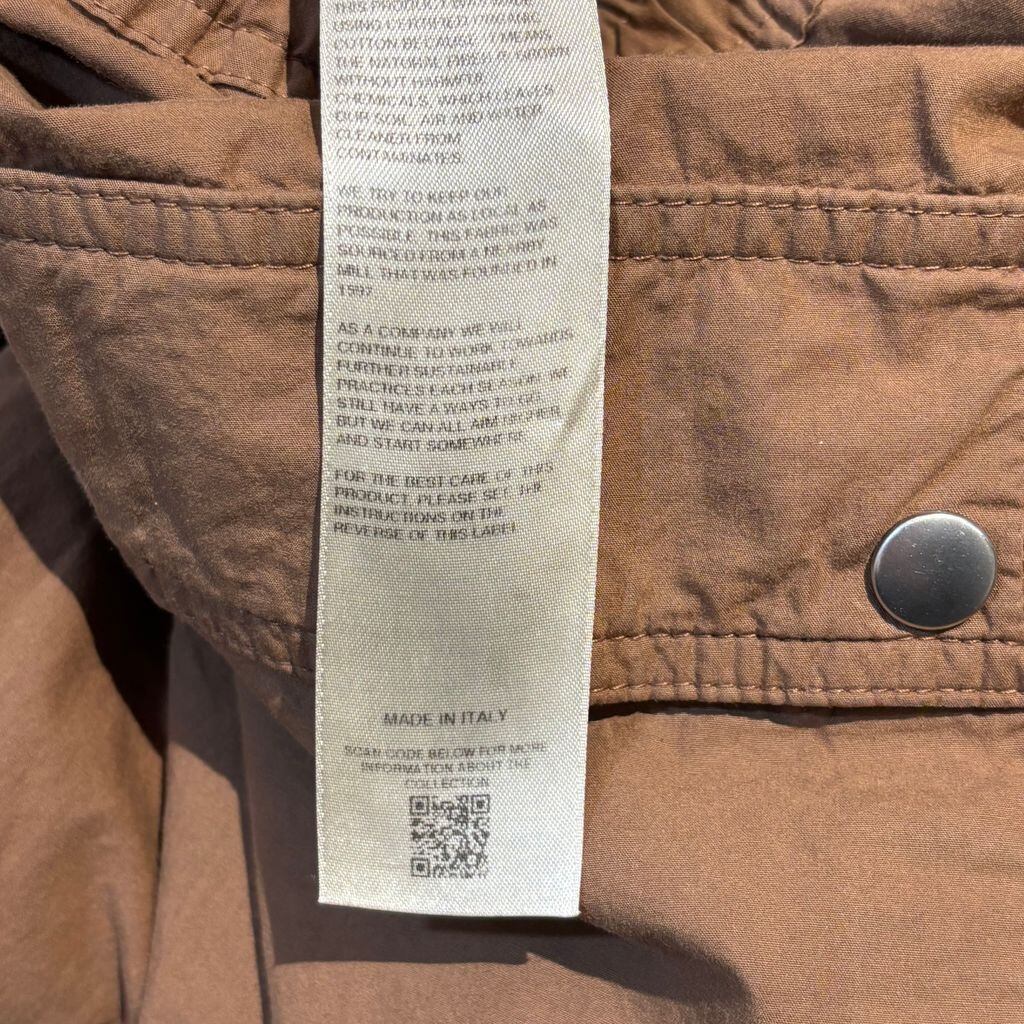 THIS PRODUCT WAS MADE
USING CERTIFIED ORGANIC
COTTON BECAUSE IT MEANS
THE NATURAL FIBER IS GROWN
WITHOUT HARMFUL
CHEMICALS, WHICH LEAVES
OUR SOIL, AIR AND WATER
CLEANER FROM
CONTAMINATES
WE TRY TO KEEP OUR
PRODUCTION AS LOCAL AS
POSSIBLE. THIS FABRIC WAS
SOURCED FROM A NEARBY
MILL THAT WAS FOUNDED IN
AS A COMPANY WE WILL
CONTINUE TO WORK TOWARDS
FURTHER SUSTAINABLE
PRACTICES EACH SEASON. WE
STILL HAVE A WAYS TO GO
BUT WE CAN ALL AIM HIGHER
AND START SOMEWHERE
FOR THE BEST CARE OF THIS
PRODUCT, PLEASE SEE THE
INSTRUCTIONS ON THE
REVERSE OF THIS LABEL
MADE IN ITALY
SCAN CODE BELOW FOR MORE
INFORMATION ABOUT THE
COLLECTION